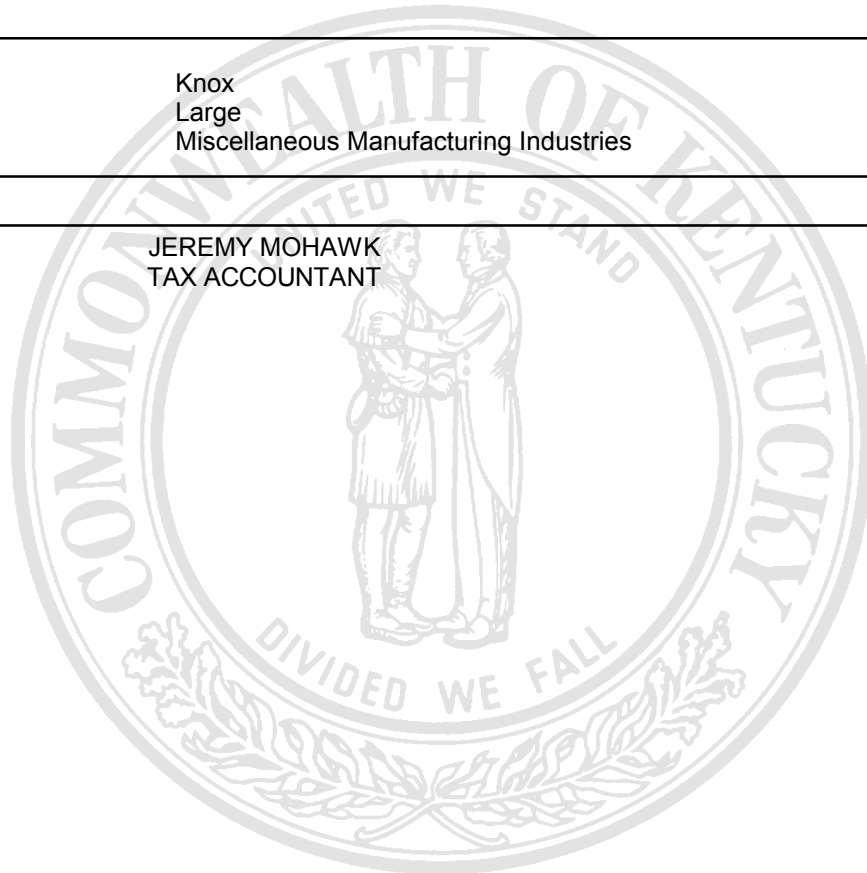 Knox
Large
Miscellaneous Manufacturing Industries
JEREMY MOHAWK
TAX ACCOUNTANT
COMMONWEALTH OF KENTUCKY
UNITED WE STAND
DIVIDED WE FALL